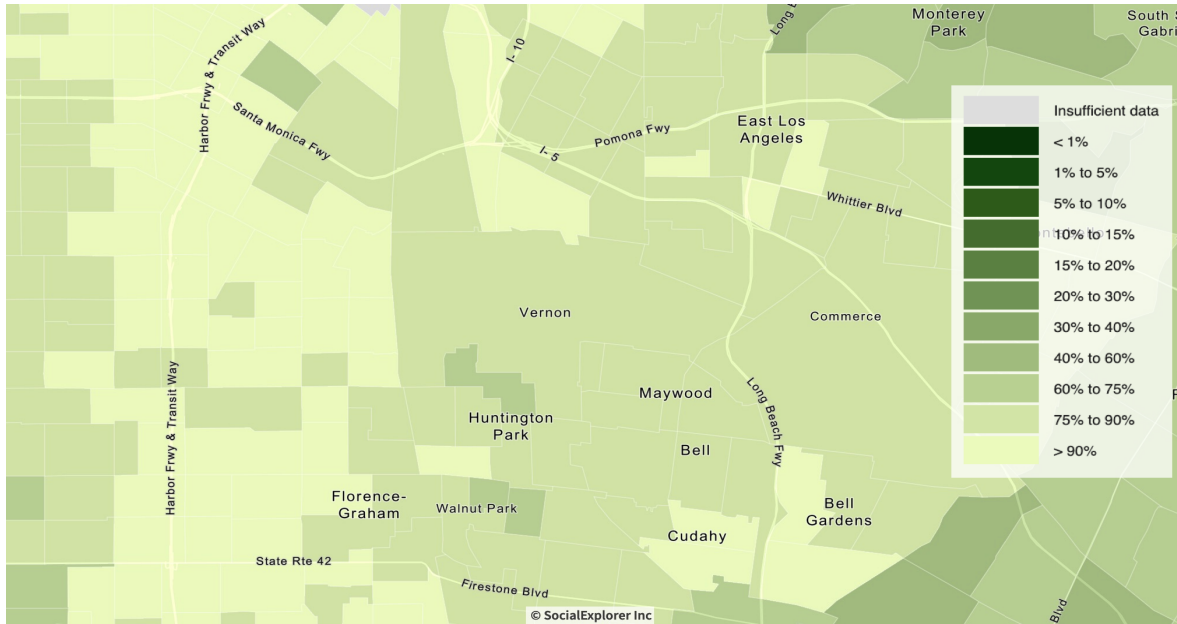 Monterey
Park
South S
Gabri
Long B
I- 10
Harbor Frwy & Transit Way
Santa Monica Fwy
Pomona Fwy
I- 5
East Los
Angeles
Whittier Blvd
Insufficient data
< 1%
1% to 5%
5% to 10%
10% to 15%
15% to 20%
20% to 30%
30% to 40%
40% to 60%
60% to 75%
75% to 90%
> 90%
Vernon
Commerce
Harbor Frwy & Transit Way
Maywood
Long Beach Fwy
Huntington
Park
Bell
Florence-
Graham
Walnut Park
Bell
Gardens
Cudahy
State Rte 42
Firestone Blvd
Blvd
© SocialExplorer Inc